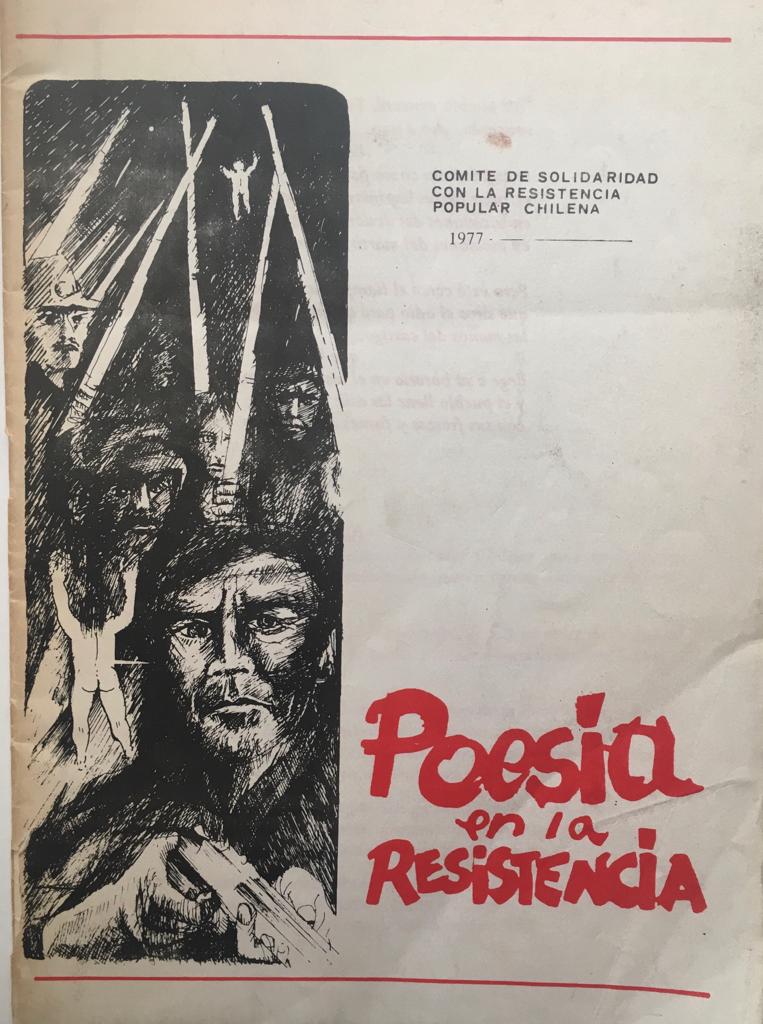 COMITE DE SOLIDARIDAD
CON LA RESISTENCIA
POPULAR CHILENA
1977
Poesia
en la
RESiSTENCiA